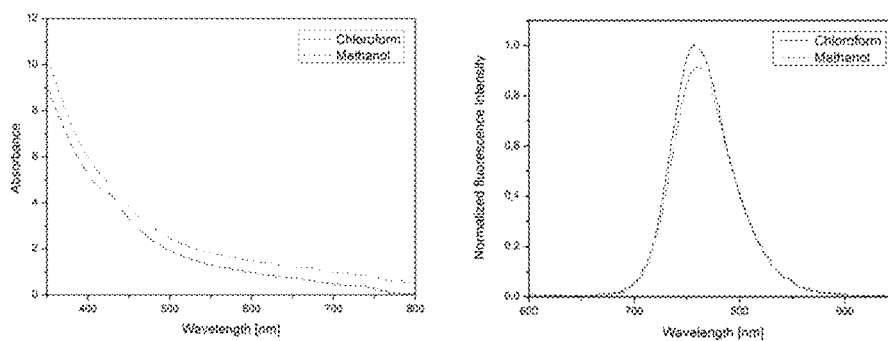 12
10
8
6
4
2
0
Absorbance
Chloroform
Methanol
400
500
600
700
800
Wavelength [nm]
1.0
0.8
0.6
0.4
0.2
0.0
Normalized fluorescence intensity
Chloroform
Methanol
600
700
800
900
Wavelength [nm]